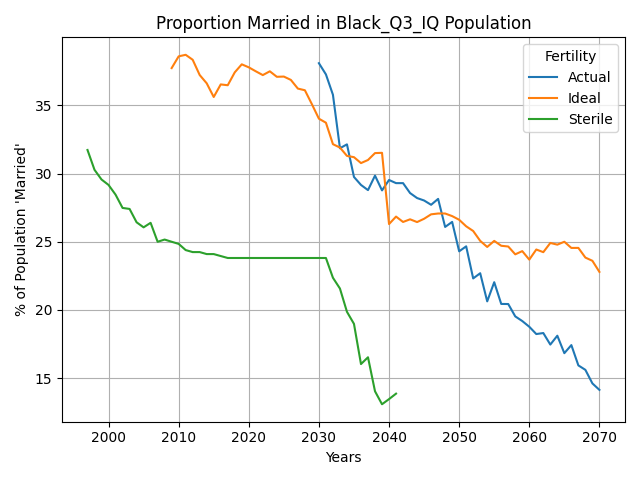 Proportion Married in Black_Q3_IQ Population
% of Population 'Married'
35
30
25
20
15
Fertility
Actual
Ideal
Sterile
2000 2010 2020 2030 2040 2050 2060 2070
Years